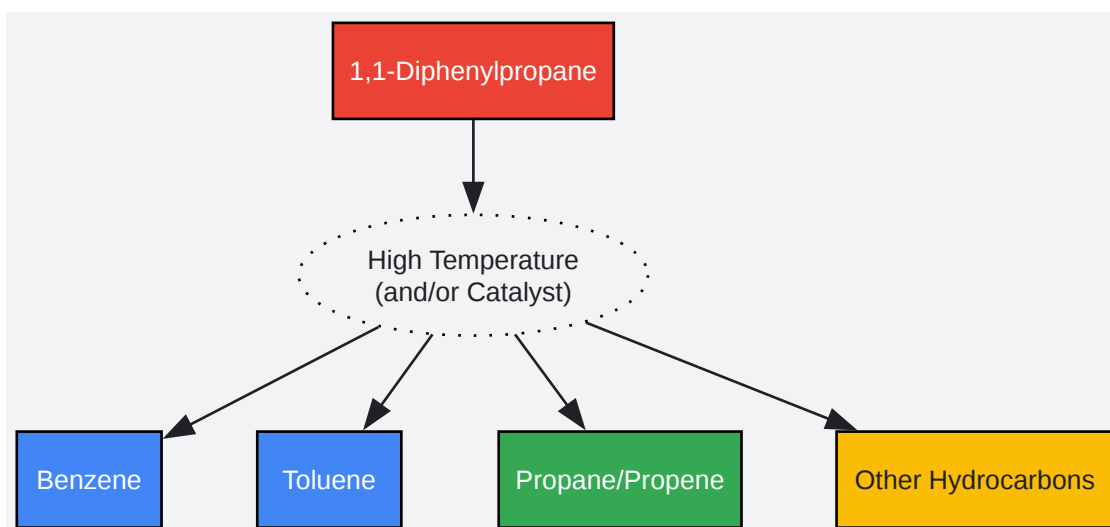 1,1-Diphenylpropane
High Temperature
(and/or Catalyst)
Benzene
Toluene
Propane/Propene
Other Hydrocarbons